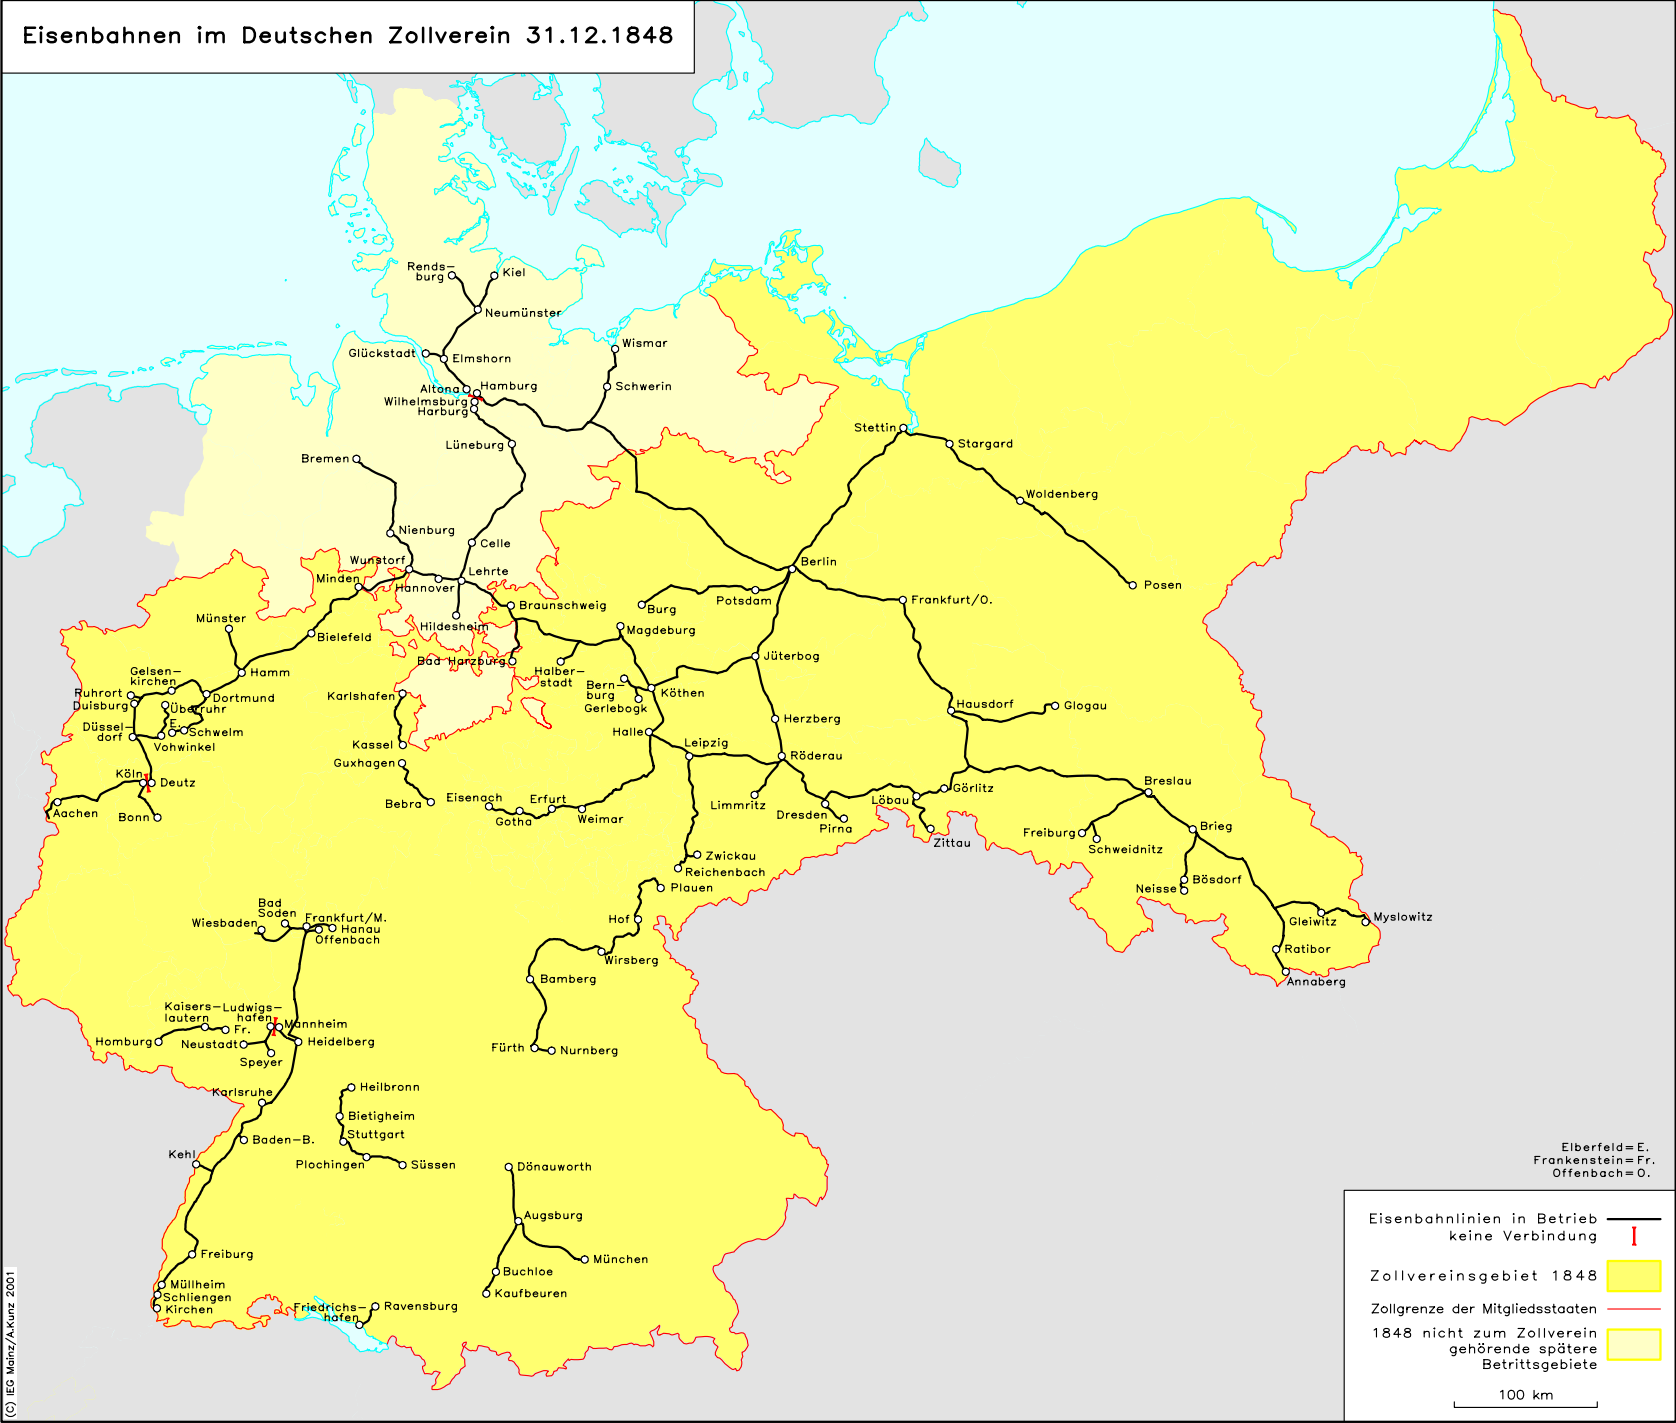 Eisenbahnen im Deutschen Zollverein 31.12.1848
Rends-
burg
Kiel
Neumünster
Glückstadt
Elmshorn
Wismar
Schwerin
Altona
Hamburg
Wilhelmsburg
Harburg
Lüneburg
Bremen
Stettin
Stargard
Woldenberg
Posen
Nienburg
Celle
Wunstorf
Lehrte
Minden
Hannover
Berlin
Braunschweig
Burg
Potsdam
Frankfurt/O.
Münster
Hildesheim
Magdeburg
Bielefeld
Bad Harzburg
Halber-
stadt
Jüterbog
Gelsen-
kirchen
Hamm
Ruhrort
Duisburg
Dortmund
Überruhr
Karlshafen
Bern-
burg
Gerlebogk
Köthen
Hausdorf
Glogau
Düssel-
dorf
E.
Schwelm
Vohwinkel
Herzberg
Halle
Leipzig
Kassel
Guxhagen
Röderau
Köln
Deutz
Aachen
Bonn
Bebra
Eisenach
Gotha
Erfurt
Weimar
Limmritz
Dresden
Pirna
Löbau
Görlitz
Zittau
Breslau
Freiburg
Schweidnitz
Brieg
Zwickau
Reichenbach
Plauen
Bösdorf
Neisse
Hof
Gleiwitz
Myslowitz
Ratibor
Annaberg
Bad
Soden
Wiesbaden
Frankfurt/M.
Hanau
Offenbach
Wirsberg
Bamberg
Kaisers-
lautern
Ludwigs-
hafen
Mannheim
Fr.
Homburg
Neustadt
Speyer
Heidelberg
Fürth
Nurnberg
Karlsruhe
Heilbronn
Bietigheim
Stuttgart
Baden-B.
Kehl
Plochingen
Süssen
Dönauworth
Augsburg
Freiburg
München
Buchloe
Kaufbeuren
Müllheim
Schliengen
Kirchen
Friedrichs-
hafen
Ravensburg
Elberfeld=E.
Frankenstein=Fr.
Offenbach=O.
Eisenbahnlinien in Betrieb
keine Verbindung
Zollvereinsgebiet 1848
Zollgrenze der Mitgliedsstaaten
1848 nicht zum Zollverein
gehörende spätere
Betrittsgebiete
100 km
(C) IEG Mainz/A.Kunz 2001